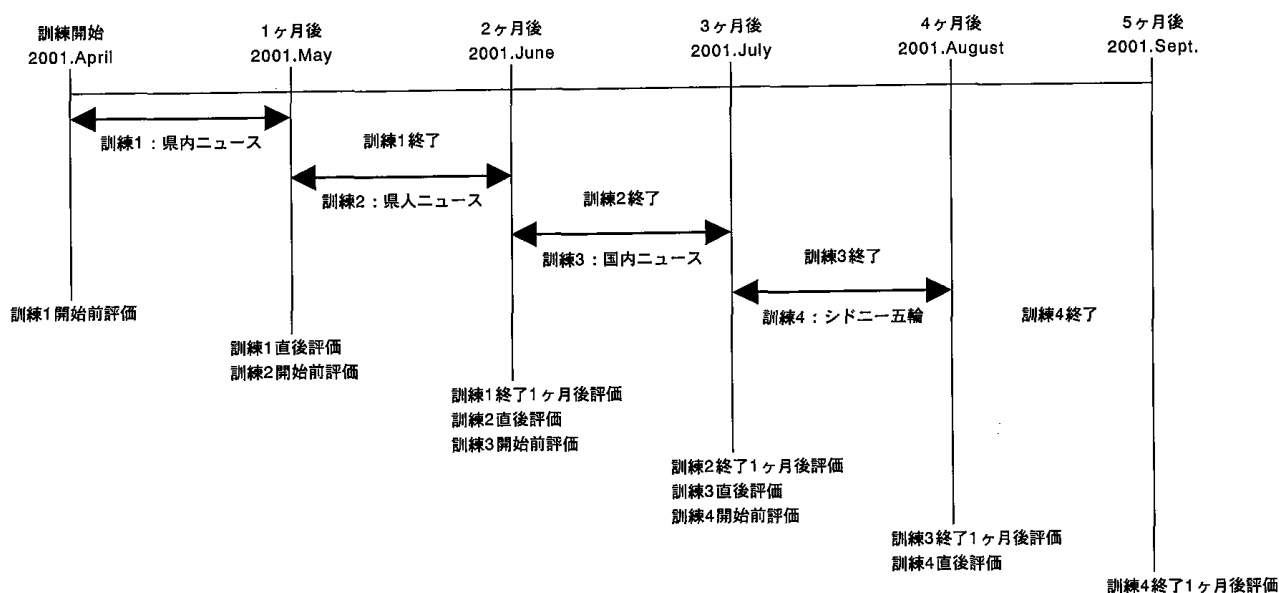 訓練開始
2001.April
1ヶ月後
2001.May
2ヶ月後
2001.June
3ヶ月後
2001.July
4ヶ月後
2001.August
5ヶ月後
2001.Sept.
訓練1：県内ニュース
訓練1終了
訓練2：県人ニュース
訓練2終了
訓練3：国内ニュース
訓練3終了
訓練4：シドニー五輪
訓練4終了
訓練1開始前評価
訓練1直後評価
訓練2開始前評価
訓練1終了1ヶ月後評価
訓練2直後評価
訓練3開始前評価
訓練2終了1ヶ月後評価
訓練3直後評価
訓練4開始前評価
訓練3終了1ヶ月後評価
訓練4直後評価
訓練4終了1ヶ月後評価